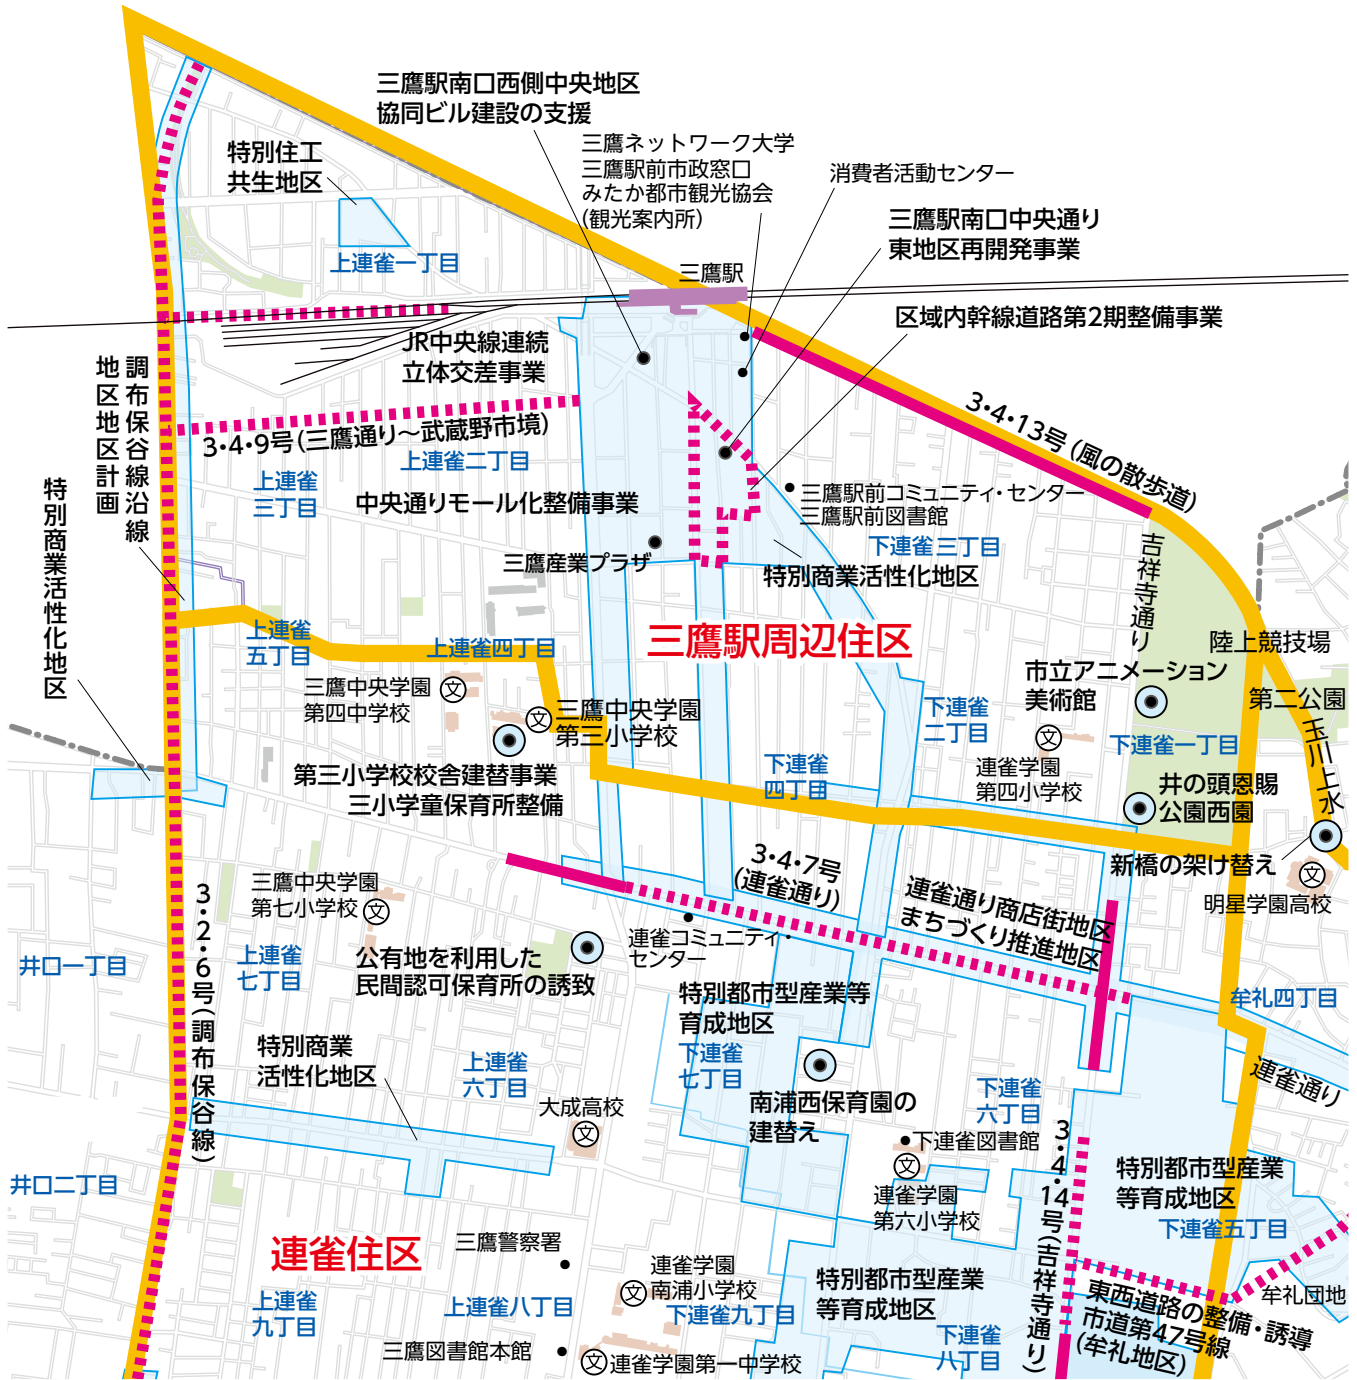 三鷹駅南口西側中央地区
協同ビル建設の支援
三鷹ネットワーク大学
三鷹駅前市政窓口
みたか都市観光協会
(観光案内所)
消費者活動センター
特別住工
共生地区
三鷹駅南口中央通り
東地区再開発事業
上連雀一丁目
三鷹駅
区域内幹線道路第2期整備事業
JR中央線連続
立体交差事業
調布保谷線沿線
地区地区計画
3・4・13号(風の散歩道)
3・4・9号(三鷹通り〜武蔵野市境)
上連雀二丁目
上連雀
三丁目
特別商業活性化地区
中央通りモール化整備事業
三鷹駅前コミュニティ・センター
三鷹駅前図書館
下連雀三丁目
三鷹産業プラザ
特別商業活性化地区
吉祥寺通り
三鷹駅周辺住区
上連雀
五丁目
上連雀四丁目
陸上競技場
市立アニメーション
美術館
三鷹中央学園
第四中学校
文
文
三鷹中央学園
第三小学校
下連雀
二丁目
第二公園
文
下連雀一丁目
玉川上水
連雀学園
第四小学校
第三小学校校舎建替事業
三小学童保育所整備
下連雀
四丁目
井の頭恩賜
公園西園
新橋の架け替え
文
明星学園高校
3・4・7号
(連雀通り)
三鷹中央学園
第七小学校
文
3・2・6号(調布保谷線)
連雀通り商店街地区
まちづくり推進地区
連雀コミュニティ・
センター
井口一丁目
上連雀
七丁目
公有地を利用した
民間認可保育所の誘致
特別都市型産業等
育成地区
牟礼四丁目
特別商業
活性化地区
上連雀
六丁目
下連雀
七丁目
連雀通り
大成高校
文
南浦西保育園の
建替え
下連雀
六丁目
下連雀図書館
文
3・4・14号(吉祥寺通り)
井口二丁目
連雀学園
第六小学校
特別都市型産業
等育成地区
下連雀五丁目
連雀住区
三鷹警察署
連雀学園
南浦小学校
文
特別都市型産業
等育成地区
上連雀
九丁目
上連雀八丁目
下連雀九丁目
牟礼団地
東西道路の整備・誘導
市道第47号線
(牟礼地区)
下連雀
八丁目
三鷹図書館本館
文
連雀学園第一中学校